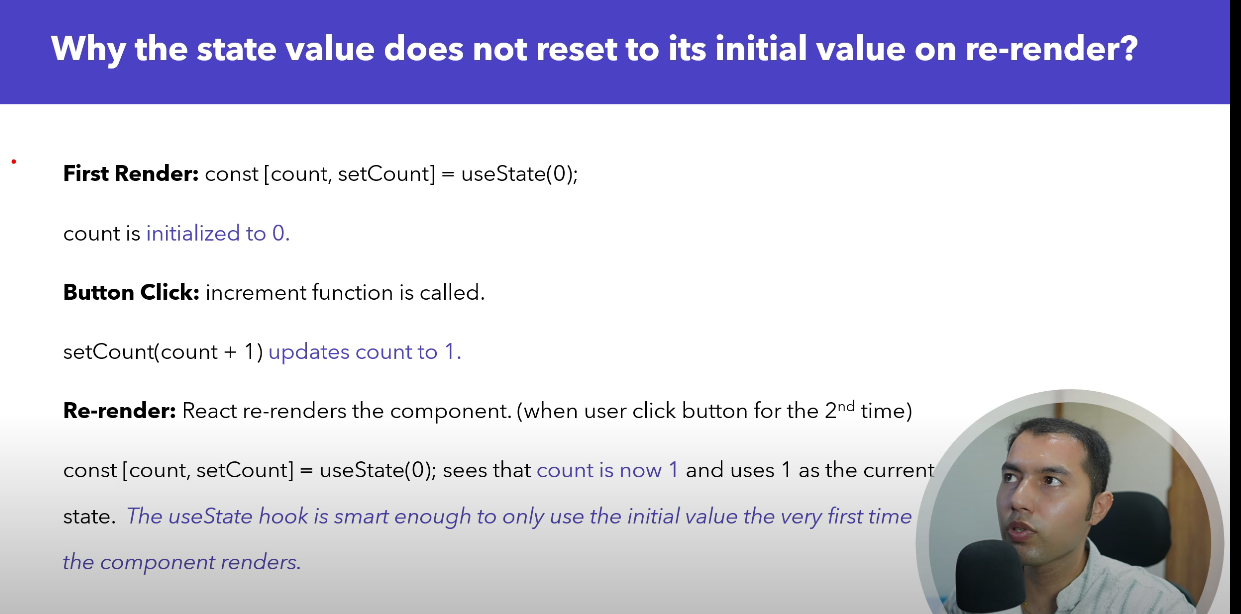 Why the state value does not reset to its initial value on re-render?
First Render: const [count, setCount] = useState(0);
count is initialized to 0.
Button Click: increment function is called.
setCount(count + 1) updates count to 1.
Re-render: React re-renders the component. (when user click button for the 2nd time)
const [count, setCount] = useState(0); sees that count is now 1 and uses 1 as the current
state. The useState hook is smart enough to only use the initial value the very first time
the component renders.